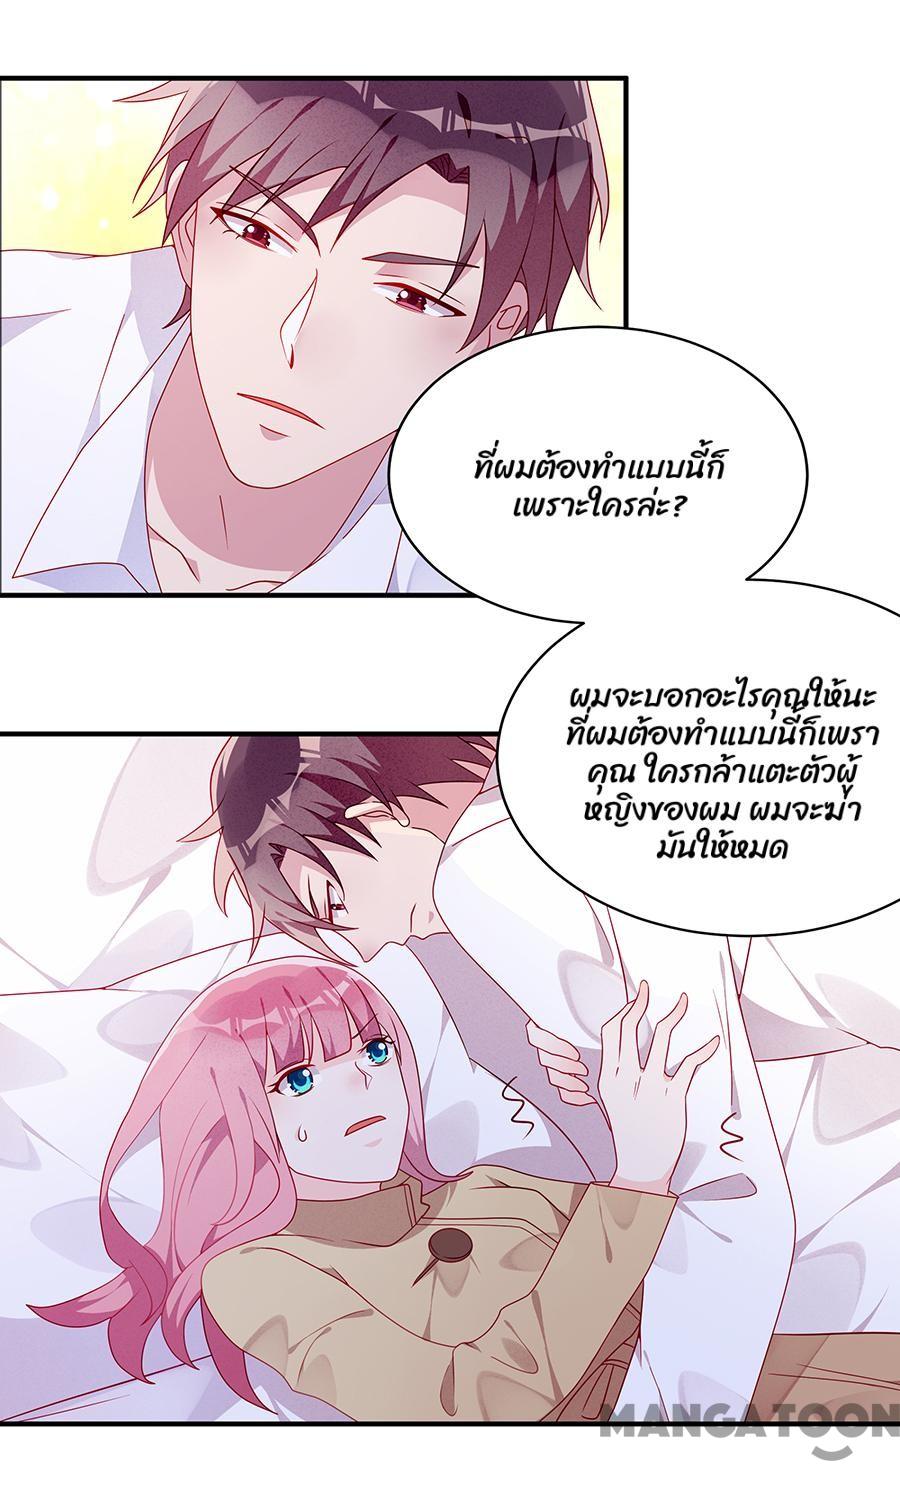 ที่ผมต้องทำแบบนี้ก็
เพราะใครล่ะ?
ผมจะบอกอะไรคุณให้นะ
ที่ผมต้องทำแบบนี้ก็เพรา
คุณ ใครกล้าแตะตัวผู้
หญิงของผม ผมจะฆ่า
มันให้หมด
MANGATOON